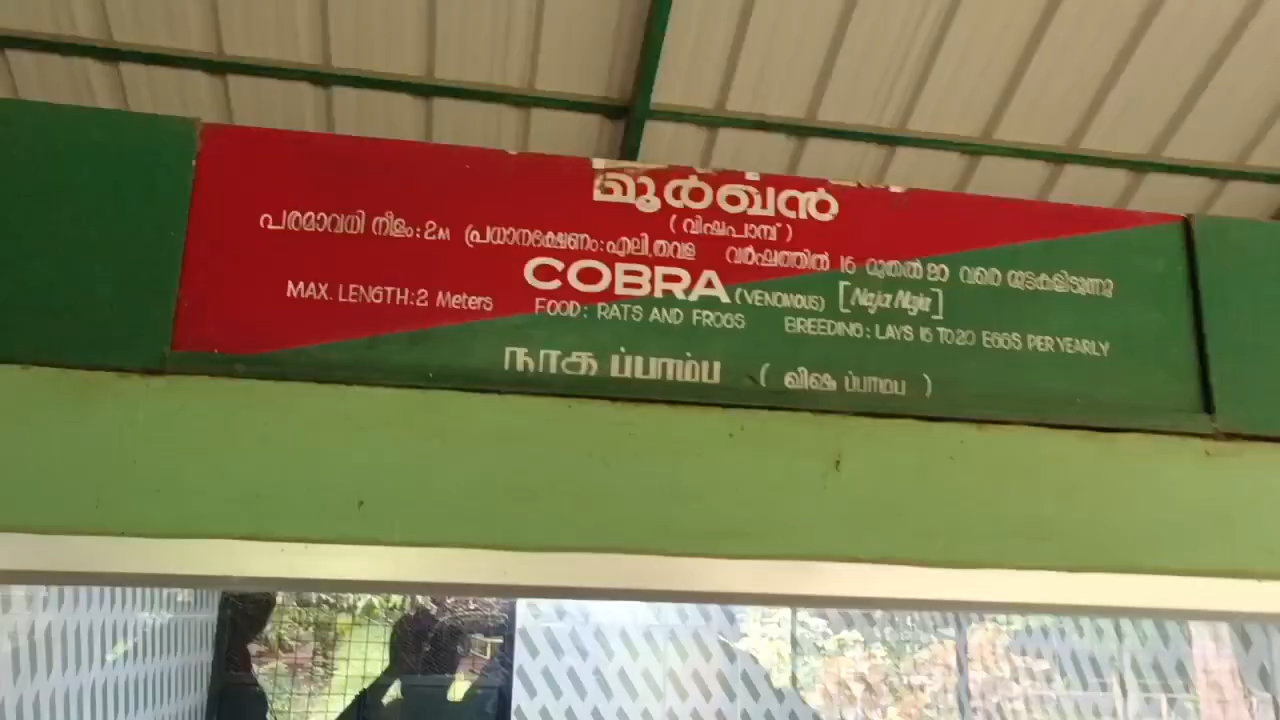 മൂർഖൻ
(വിഷപാമ്പ്)
പരമാവധി നീളം:2M പ്രധാനഭക്ഷണം:എലി,തവള വർഷത്തിൽ 16 മുതൽ 20 വരെ മുട്ടകളിടുന്നു
COBRA (VENOMOUS) [Naja Naja]
MAX. LENGTH:2 Meters FOOD: RATS AND FROGS BREEDING: LAYS 16 TO 20 EGGS PER YEARLY
நாக ப்பாம்பு ( விஷ ப்பாம்பு )